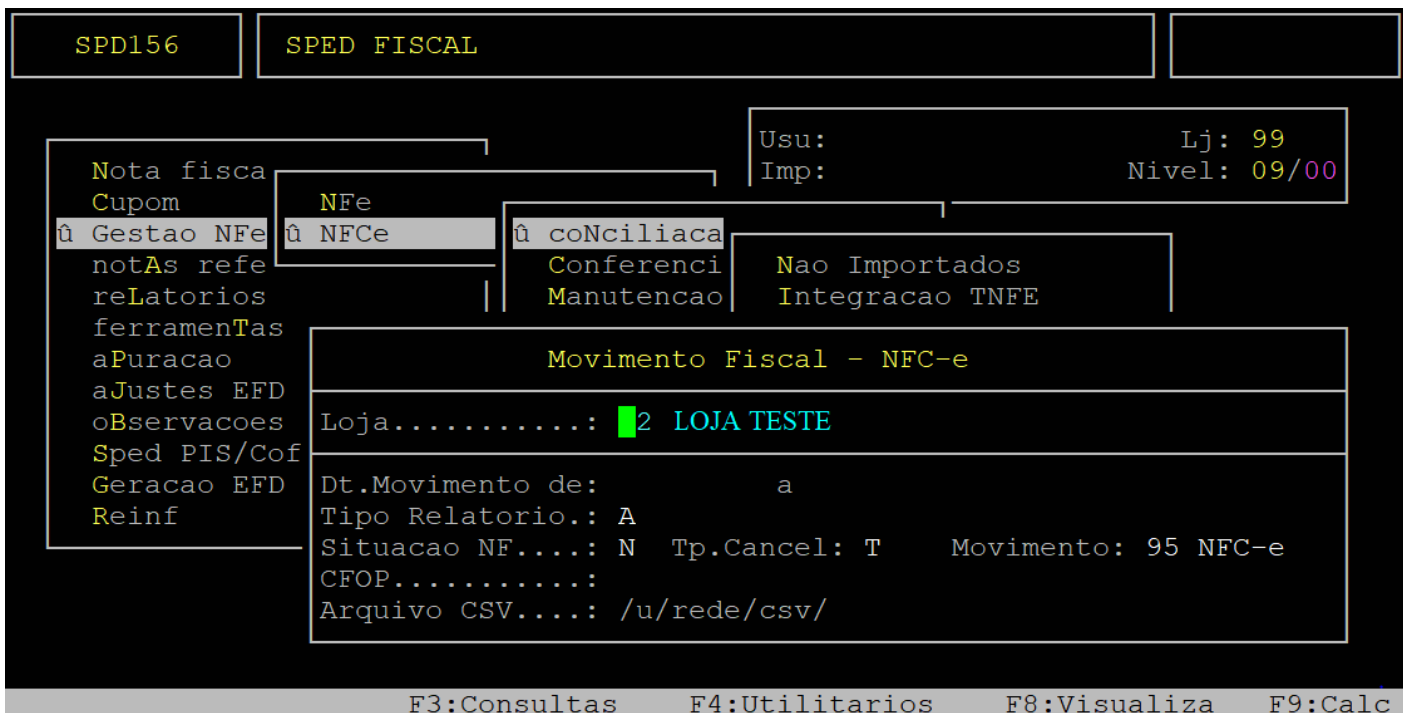 SPD156 SPED FISCAL
Usu: Lj: 99
Nota fisca Imp: Nivel: 09/00
Cupom NFe
û Gestao NFe û NFCe û coNciliaca
notAs refe Conferenci Nao Importados
reLatorios Manutencao Integracao TNFE
ferramenTas
aPuracao Movimento Fiscal - NFC-e
aJustes EFD
oBservacoes Loja...........: 2 LOJA TESTE
Sped PIS/Cof
Geracao EFD Dt.Movimento de: a
Reinf Tipo Relatorio.: A
Situacao NF....: N Tp.Cancel: T Movimento: 95 NFC-e
CFOP...........:
Arquivo CSV....: /u/rede/csv/
F3:Consultas F4:Utilitarios F8:Visualiza F9:Calc